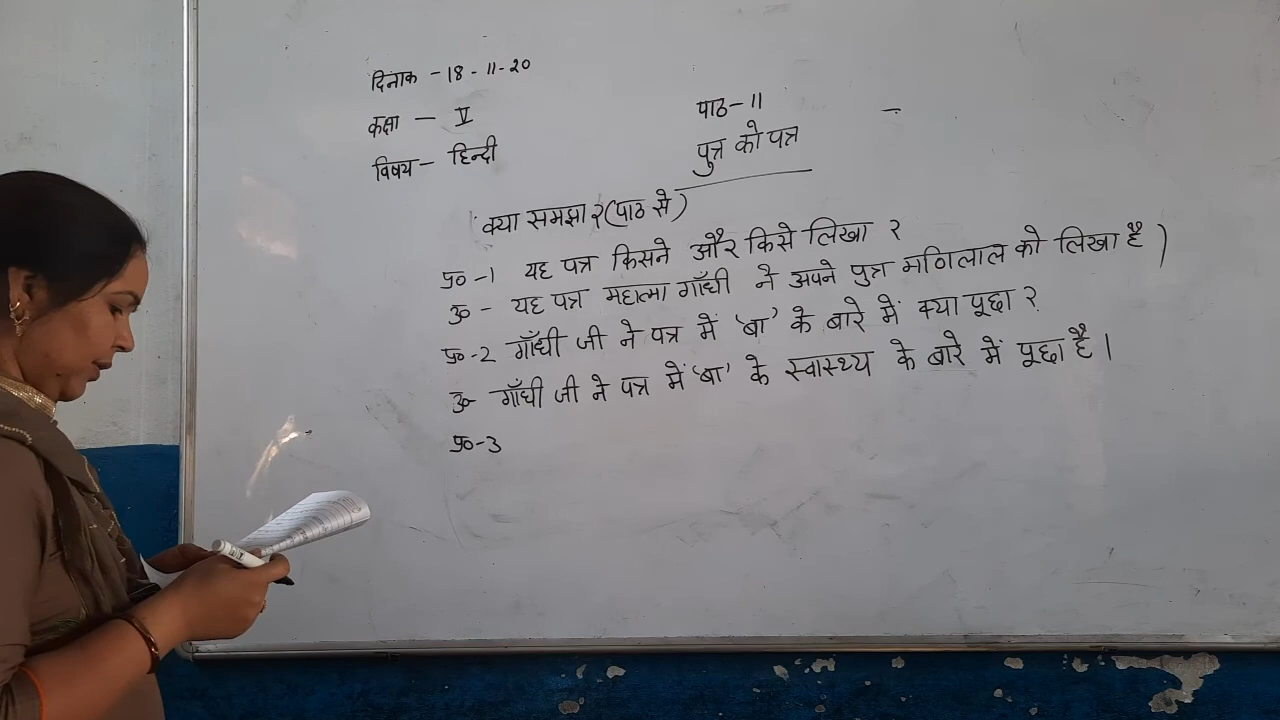 दिनाक - 18-11-20
कक्षा - V
विषय - हिन्दी
पाठ-11
पुत्र को पत्र
क्या समझा ? (पाठ से)
प्र०-1 यह पत्र किसने और किसे लिखा ?
उ०- यह पत्र महात्मा गाँधी ने अपने पुत्र मणिलाल को लिखा है।
प्र०-2 गाँधी जी ने पत्र में 'बा' के बारे में क्या पूछा ?
उ०- गाँधी जी ने पत्र में 'बा' के स्वास्थ्य के बारे में पूछा है।
प्र०-3